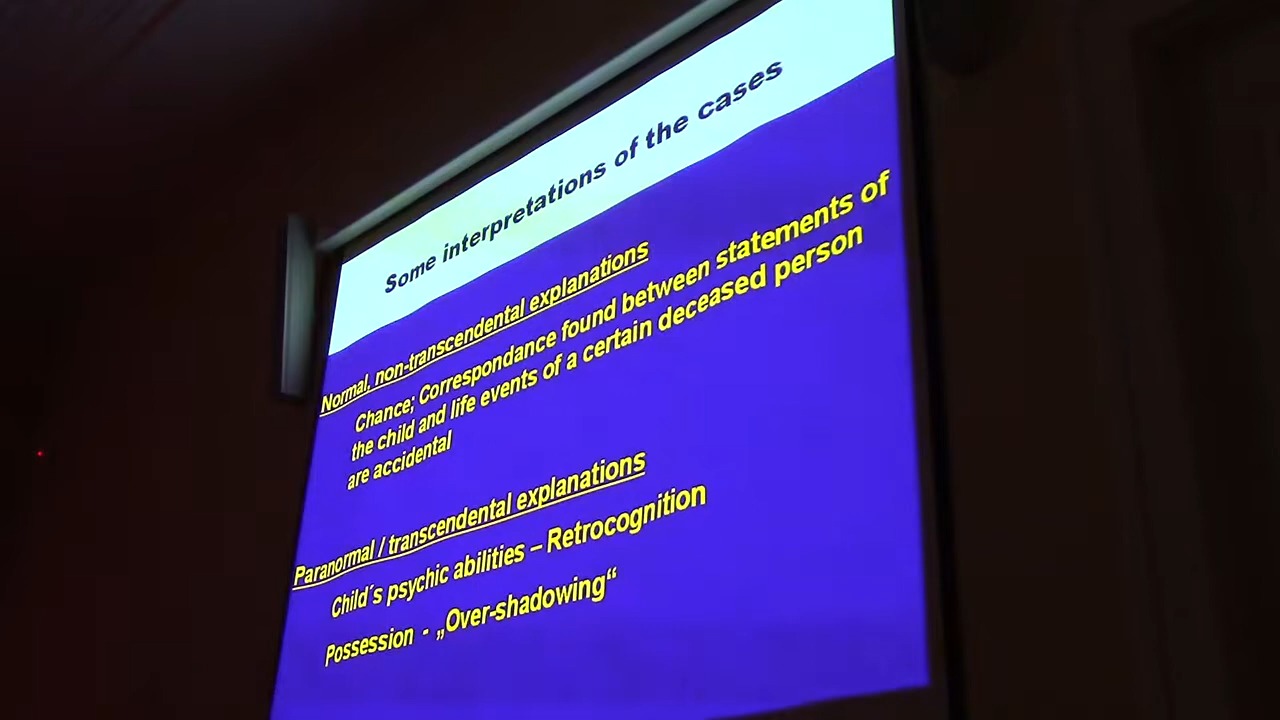 Some interpretations of the cases
Normal, non-transcendental explanations
Chance; Correspondance found between statements of
the child and life events of a certain deceased person
are accidental
Paranormal / transcendental explanations
Child´s psychic abilities – Retrocognition
Possession - „Over-shadowing“